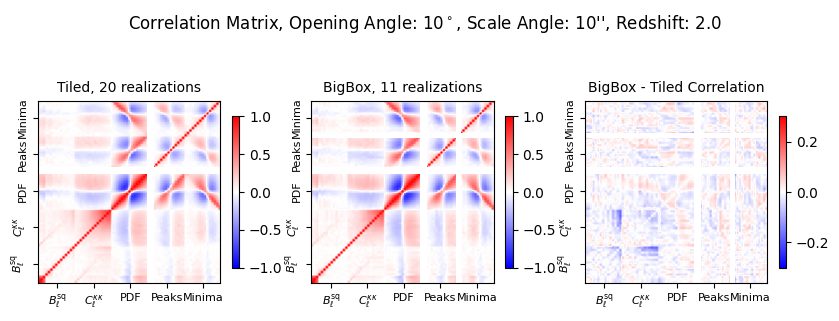 Correlation Matrix, Opening Angle: 10°, Scale Angle: 10'', Redshift: 2.0
Tiled, 20 realizations
Minima
Peaks
PDF
C_ℓ^κκ
B_ℓ^sq
B_ℓ^sq C_ℓ^κκ PDF Peaks Minima
1.0
0.5
0.0
−0.5
−1.0
BigBox, 11 realizations
Minima
Peaks
PDF
C_ℓ^κκ
B_ℓ^sq
B_ℓ^sq C_ℓ^κκ PDF Peaks Minima
1.0
0.5
0.0
−0.5
−1.0
BigBox - Tiled Correlation
Minima
Peaks
PDF
C_ℓ^κκ
B_ℓ^sq
B_ℓ^sq C_ℓ^κκ PDF Peaks Minima
0.2
0.0
−0.2